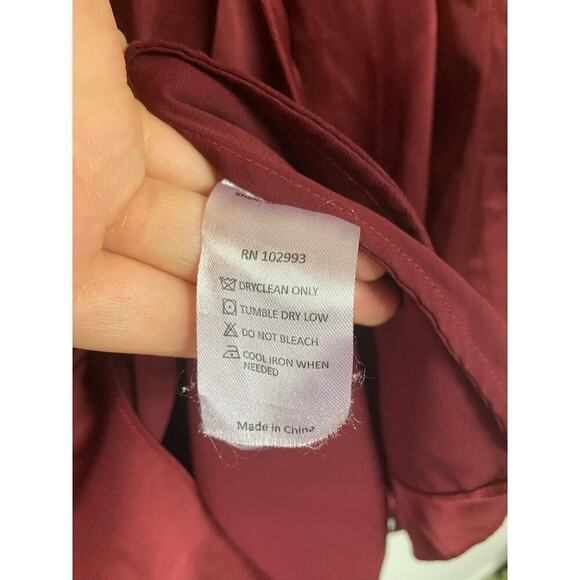 RN 102993
DRYCLEAN ONLY
TUMBLE DRY LOW
DO NOT BLEACH
COOL IRON WHEN
NEEDED
Made in China